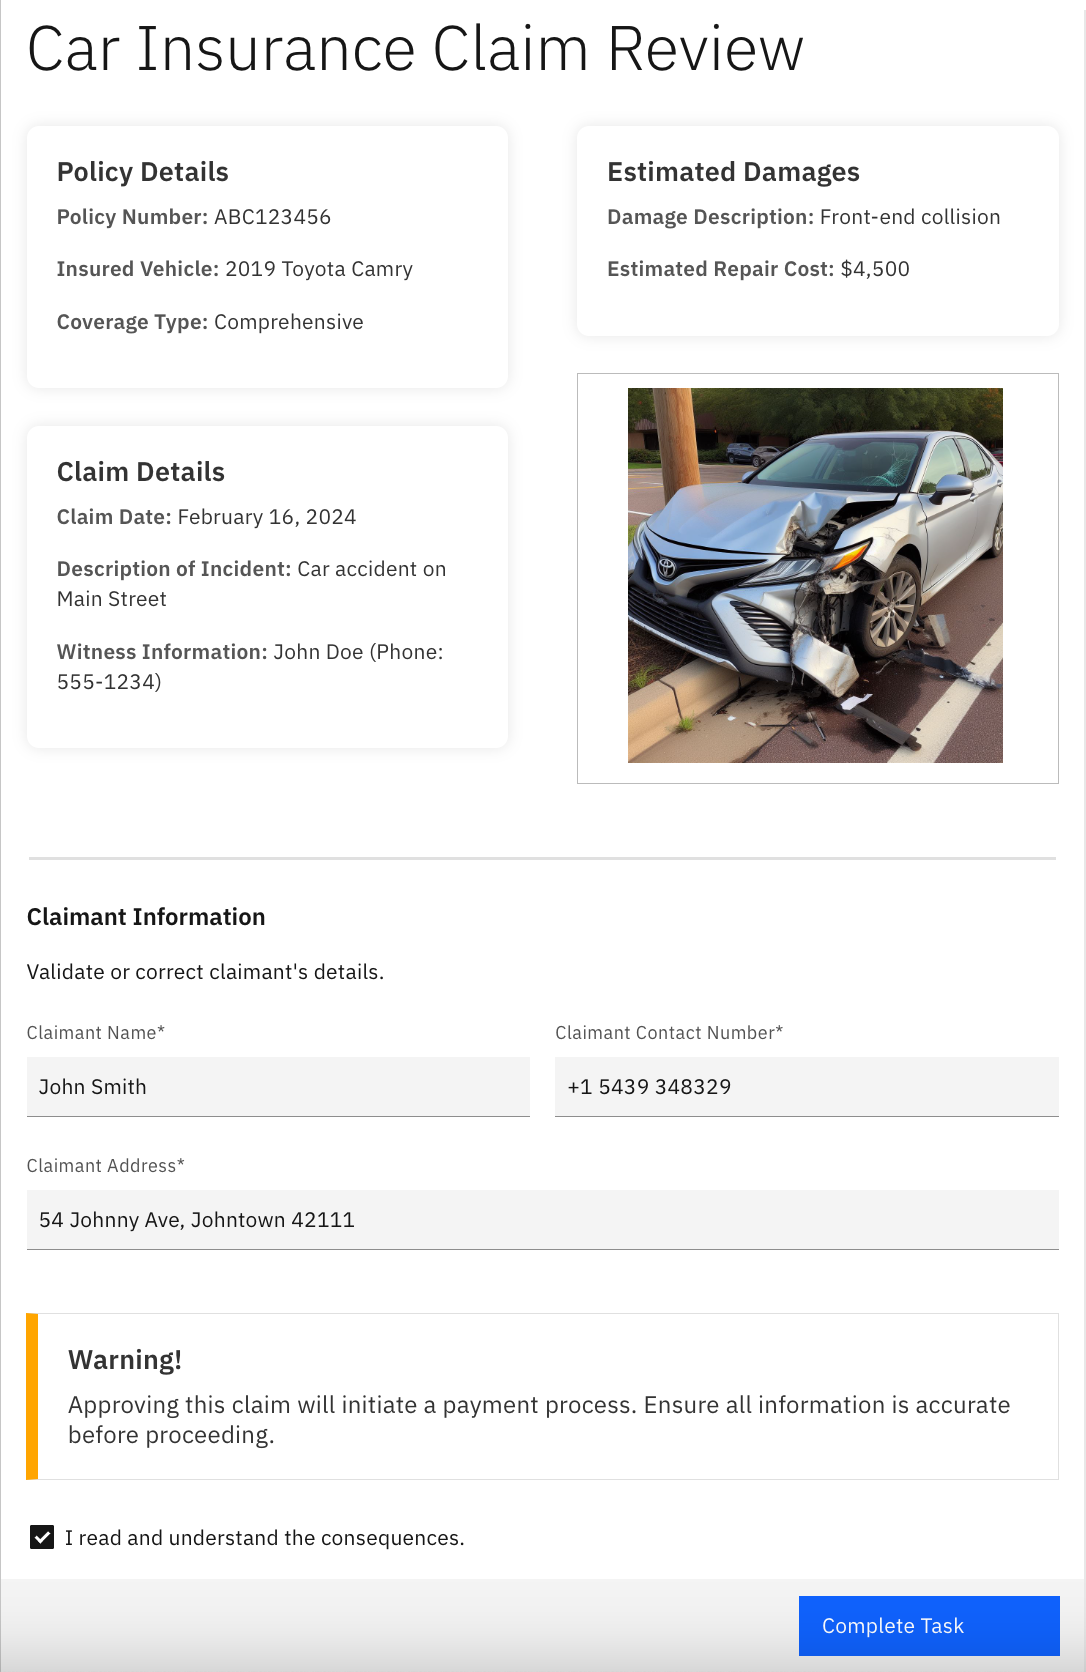 Car Insurance Claim Review
Policy Details
Policy Number: ABC123456
Insured Vehicle: 2019 Toyota Camry
Coverage Type: Comprehensive
Claim Details
Claim Date: February 16, 2024
Description of Incident: Car accident on
Main Street
Witness Information: John Doe (Phone:
555-1234)
Estimated Damages
Damage Description: Front-end collision
Estimated Repair Cost: $4,500
Claimant Information
Validate or correct claimant's details.
Claimant Name*
John Smith
Claimant Contact Number*
+1 5439 348329
Claimant Address*
54 Johnny Ave, Johntown 42111
Warning!
Approving this claim will initiate a payment process. Ensure all information is accurate
before proceeding.
I read and understand the consequences.
Complete Task